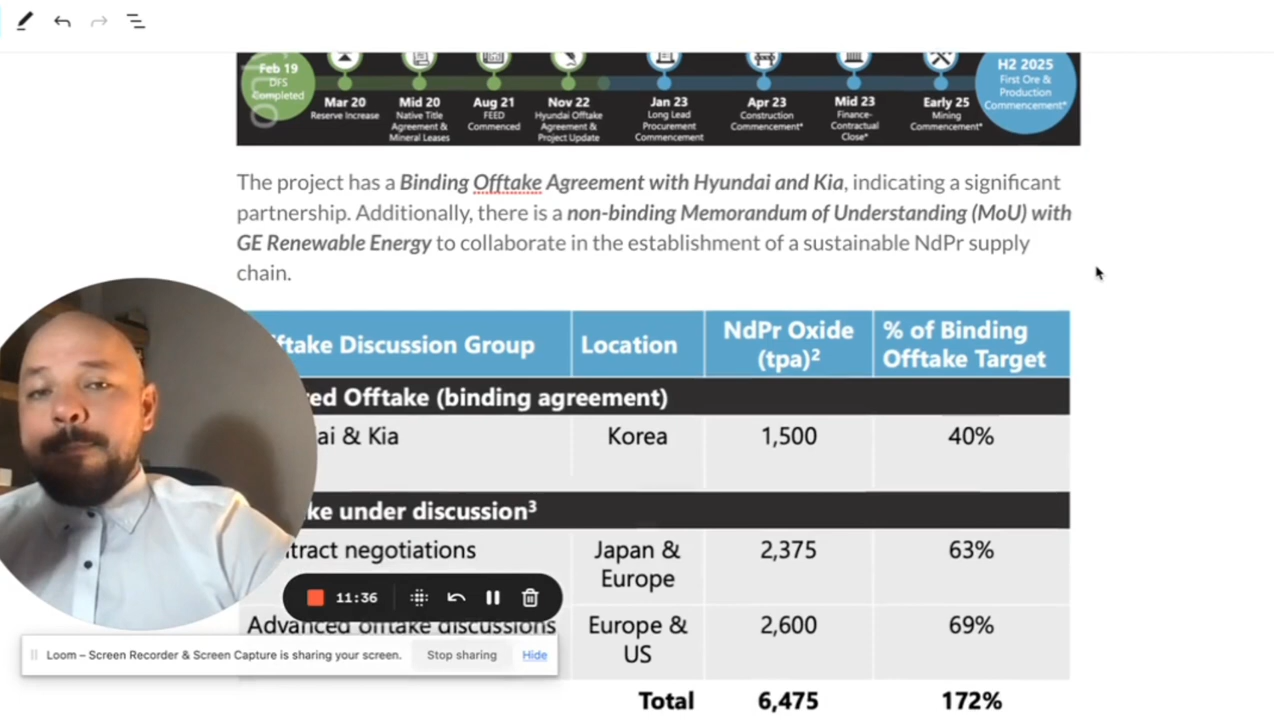 Feb 19
DFS
Completed
Mar 20
Reserve Increase
Mid 20
Native Title
Agreement &
Mineral Leases
Aug 21
FEED
Commenced
Nov 22
Hyundai Offtake
Agreement &
Project Update
Jan 23
Long Lead
Procurement
Commencement
Apr 23
Construction
Commencement*
Mid 23
Finance-
Contractual
Close*
Early 25
Mining
Commencement*
H2 2025
First Ore &
Production
Commencement*
The project has a Binding Offtake Agreement with Hyundai and Kia, indicating a significant
partnership. Additionally, there is a non-binding Memorandum of Understanding (MoU) with
GE Renewable Energy to collaborate in the establishment of a sustainable NdPr supply
chain.
ftake Discussion Group
Location
NdPr Oxide
(tpa)²
% of Binding
Offtake Target
ed Offtake (binding agreement)
ai & Kia
Korea
1,500
40%
ke under discussion³
tract negotiations
Japan &
Europe
2,375
63%
Advanced offtake discussions
Europe &
US
2,600
69%
Total
6,475
172%
11:36
Loom – Screen Recorder & Screen Capture is sharing your screen.
Stop sharing
Hide